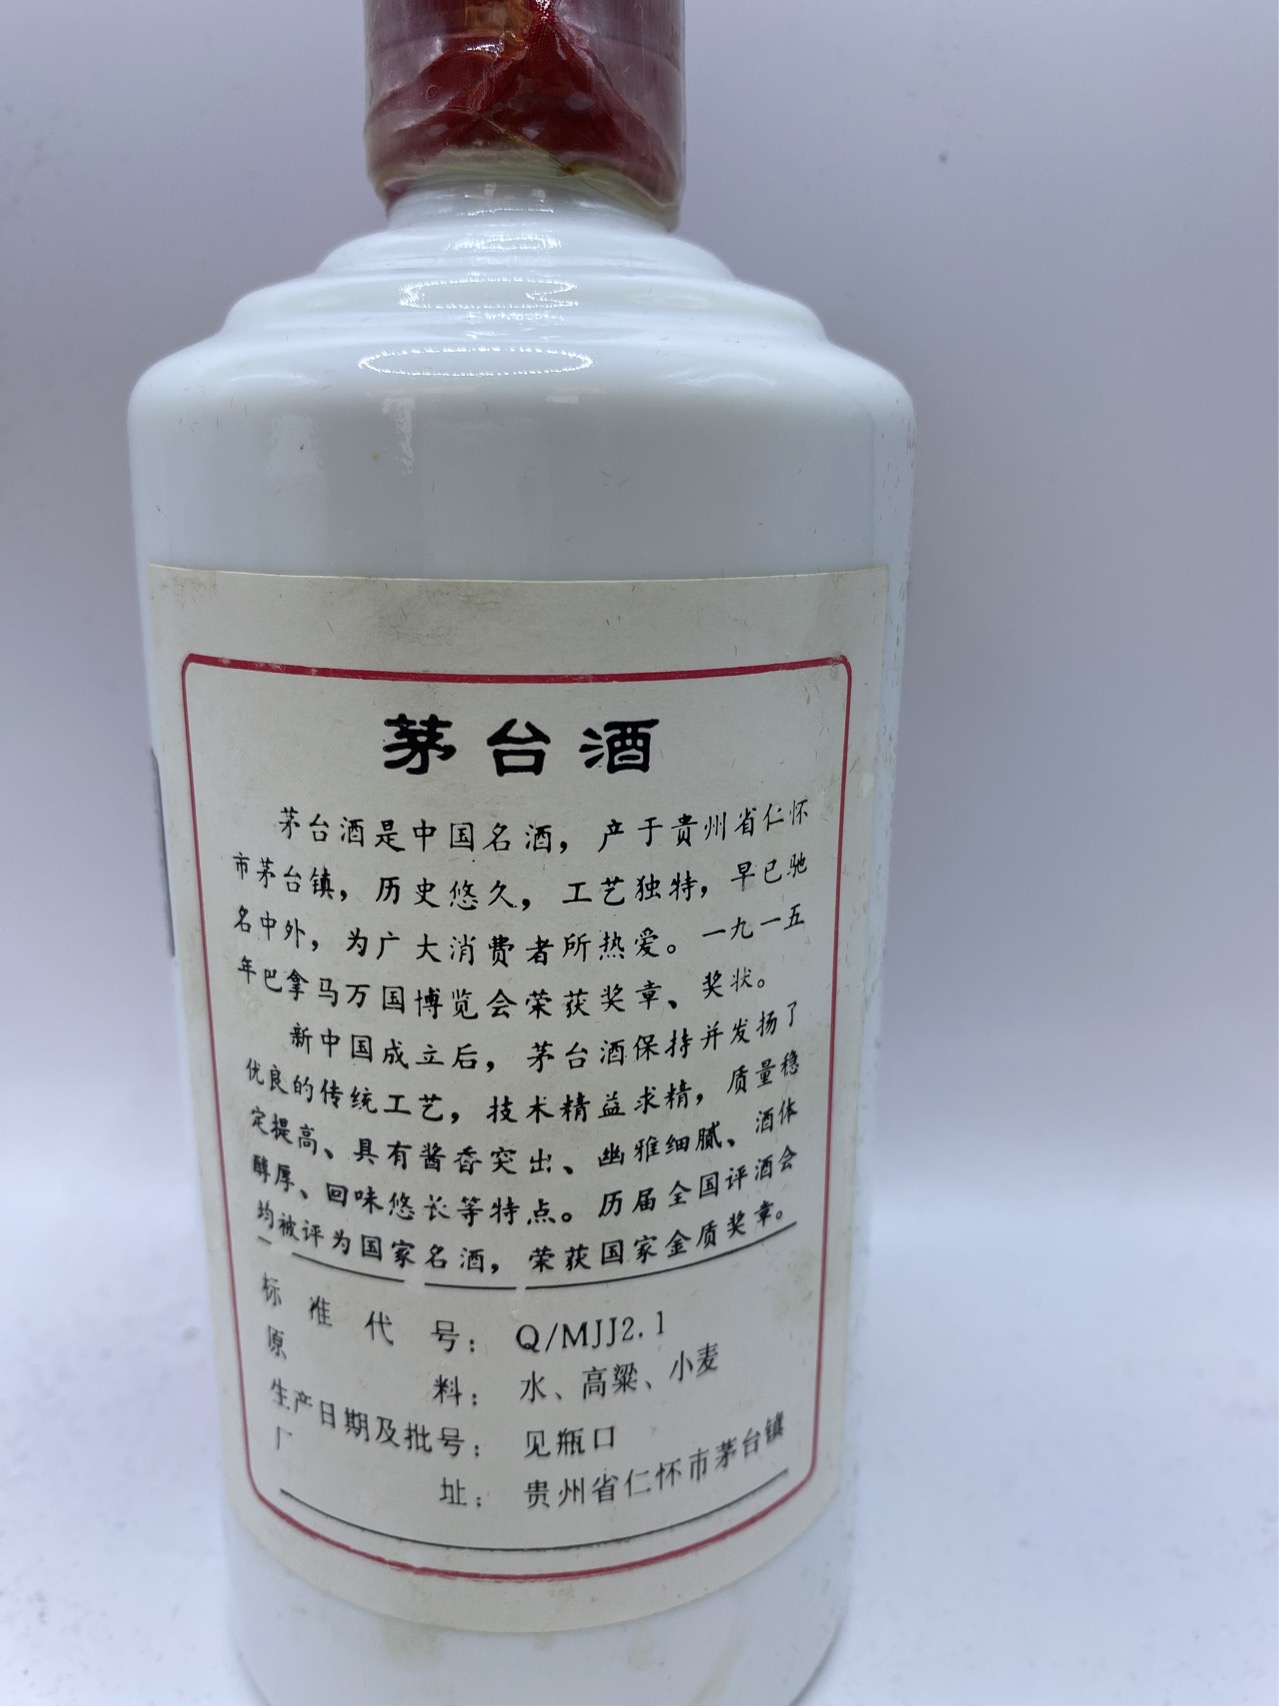 茅台酒
茅台酒是中国名酒，产于贵州省仁怀
市茅台镇，历史悠久，工艺独特，早已驰
名中外，为广大消费者所热爱。一九一五
年巴拿马万国博览会荣获奖章、奖状。
新中国成立后，茅台酒保持并发扬了
优良的传统工艺，技术精益求精，质量稳
定提高、具有酱香突出、幽雅细腻、酒体
醇厚、回味悠长等特点。历届全国评酒会
均被评为国家名酒，荣获国家金质奖章。
标准代号：Q/MJJ2.1
原料：水、高粱、小麦
生产日期及批号：见瓶口
厂址：贵州省仁怀市茅台镇